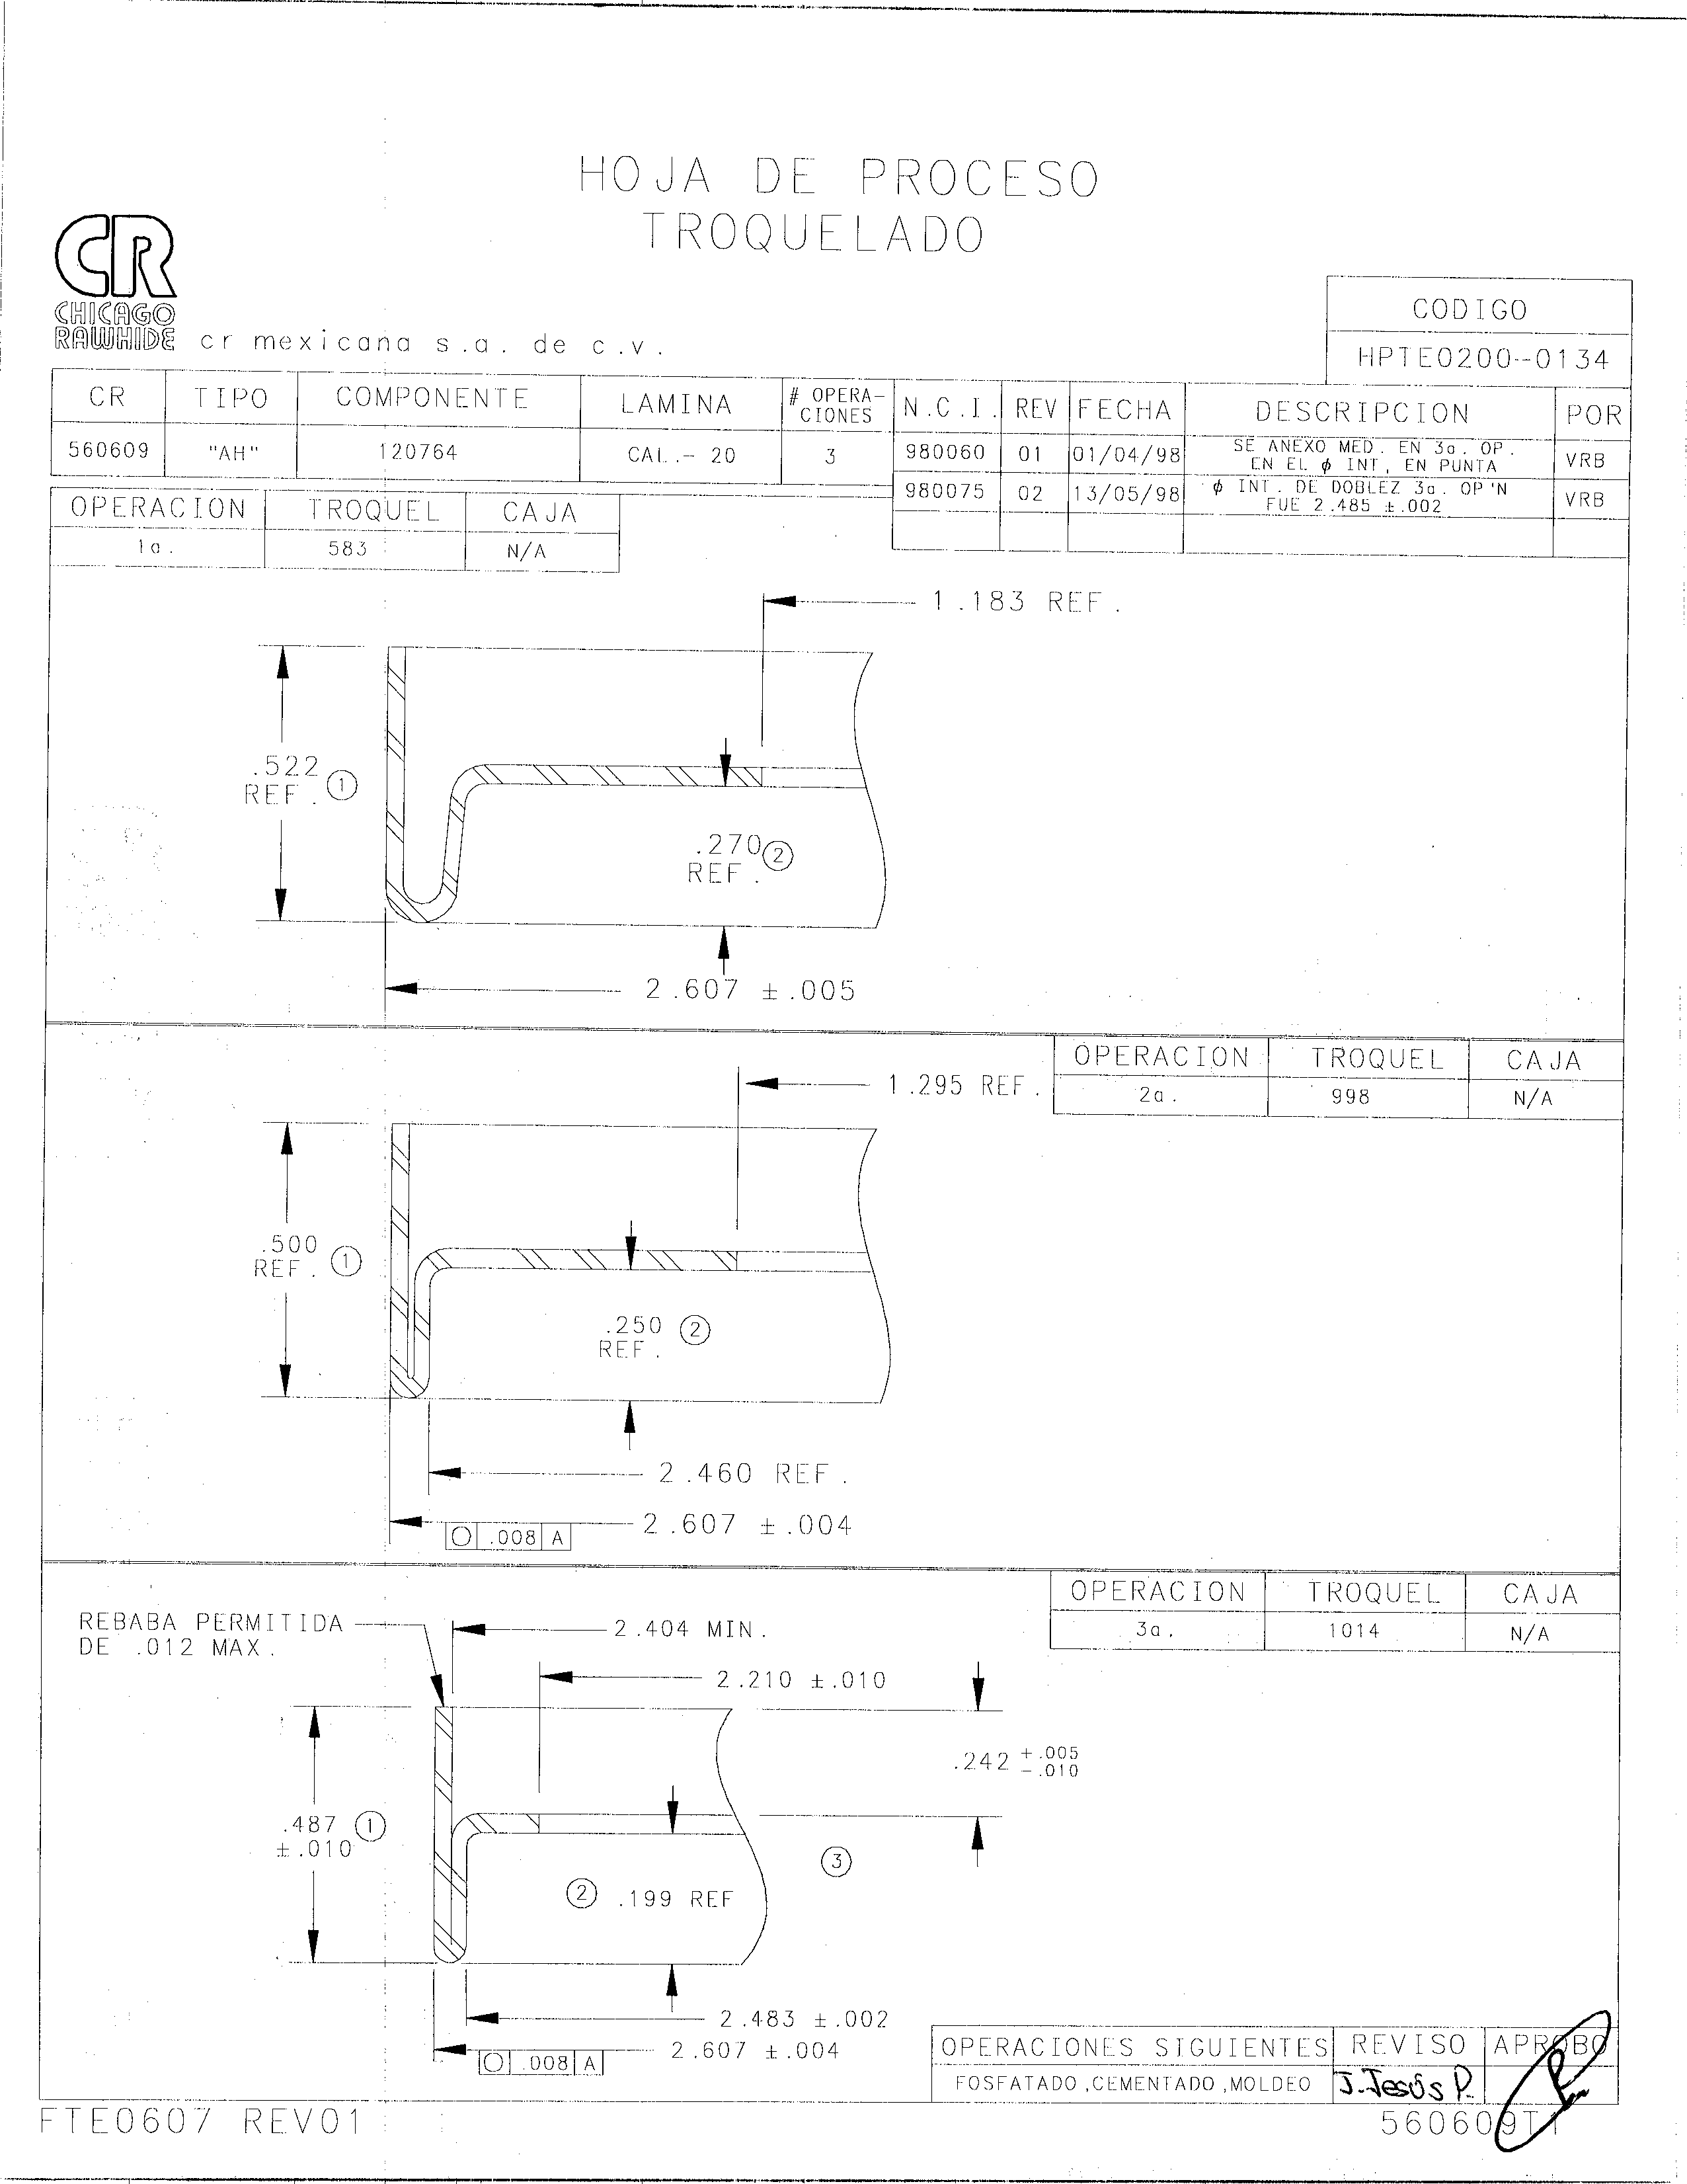 HOJA DE PROCESO
TROQUELADO
CR
CHICAGO
RAWHIDE
cr mexicana s.a. de c.v.
CODIGO
HPTE0200--0134
CR TIPO COMPONENTE LAMINA # OPERA-
CIONES
560609 "AH" 120764 CAL.- 20 3
N.C.I. REV FECHA DESCRIPCION POR
980060 01 01/04/98 SE ANEXO MED. EN 3a. OP.
EN EL ϕ INT, EN PUNTA VRB
980075 02 13/05/98 ϕ INT. DE DOBLEZ 3a. OP'N
FUE 2.485 ±.002 VRB
OPERACION TROQUEL CAJA
1a. 583 N/A
1.183 REF.
.522
REF. 1
.270 2
REF.
2.607 ±.005
OPERACION TROQUEL CAJA
2a. 998 N/A
1.295 REF.
.500
REF. 1
.250 2
REF.
2.460 REF.
2.607 ±.004
.008 A
OPERACION TROQUEL CAJA
3a. 1014 N/A
REBABA PERMITIDA
DE .012 MAX.
2.404 MIN.
2.210 ±.010
.242 +.005
-.010
.487 1
±.010
3
2 .199 REF
2.483 ±.002
2.607 ±.004
.008 A
OPERACIONES SIGUIENTES REVISO APROBO
FOSFATADO,CEMENTADO,MOLDEO J. Jesús P.
FTE0607 REV01
560609T1